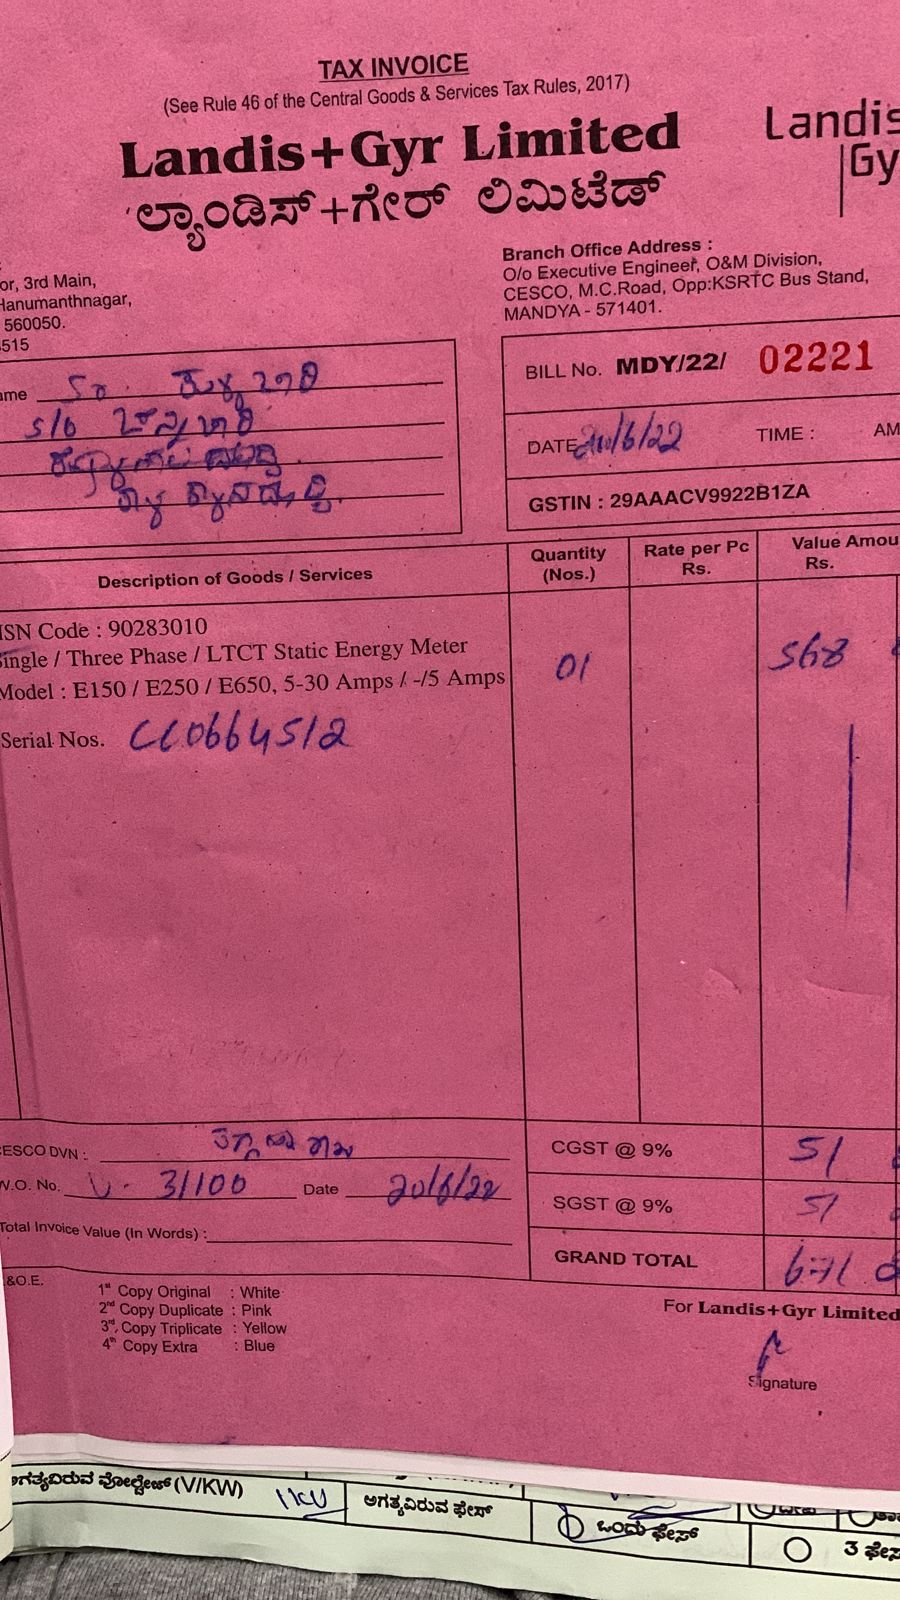 TAX INVOICE
(See Rule 46 of the Central Goods & Services Tax Rules, 2017)
Landis+Gyr Limited
ಲ್ಯಾಂಡಿಸ್+ಗೇರ್ ಲಿಮಿಟೆಡ್
Landis
Gy
or, 3rd Main,
Hanumanthnagar,
560050.
515
Branch Office Address :
O/o Executive Engineer, O&M Division,
CESCO, M.C.Road, Opp:KSRTC Bus Stand,
MANDYA - 571401.
ame
S/o
BILL No. MDY/22/ 02221
DATE 20/6/22 TIME : AM
GSTIN : 29AAACV9922B1ZA
Description of Goods / Services Quantity (Nos.) Rate per Pc Rs. Value Amou Rs.
ISN Code : 90283010
ingle / Three Phase / LTCT Static Energy Meter 01 568
Model : E150 / E250 / E650, 5-30 Amps / -/5 Amps
Serial Nos. CC0664512
ESCO DVN :
CGST @ 9% 51
W.O. No. 31100 Date 20/6/22
SGST @ 9% 51
Total Invoice Value (In Words) :
GRAND TOTAL 671
.&O.E.
1st Copy Original : White
2nd Copy Duplicate : Pink
3rd, Copy Triplicate : Yellow
4th Copy Extra : Blue
For Landis+Gyr Limited
Signature
ಅಗತ್ಯವಿರುವ ವೋಲ್ಟೇಜ್ (V/KW)
ಅಗತ್ಯವಿರುವ ಫೇಸ್
ಒಂದು ಫೇಸ್
3 ಫೇಸ